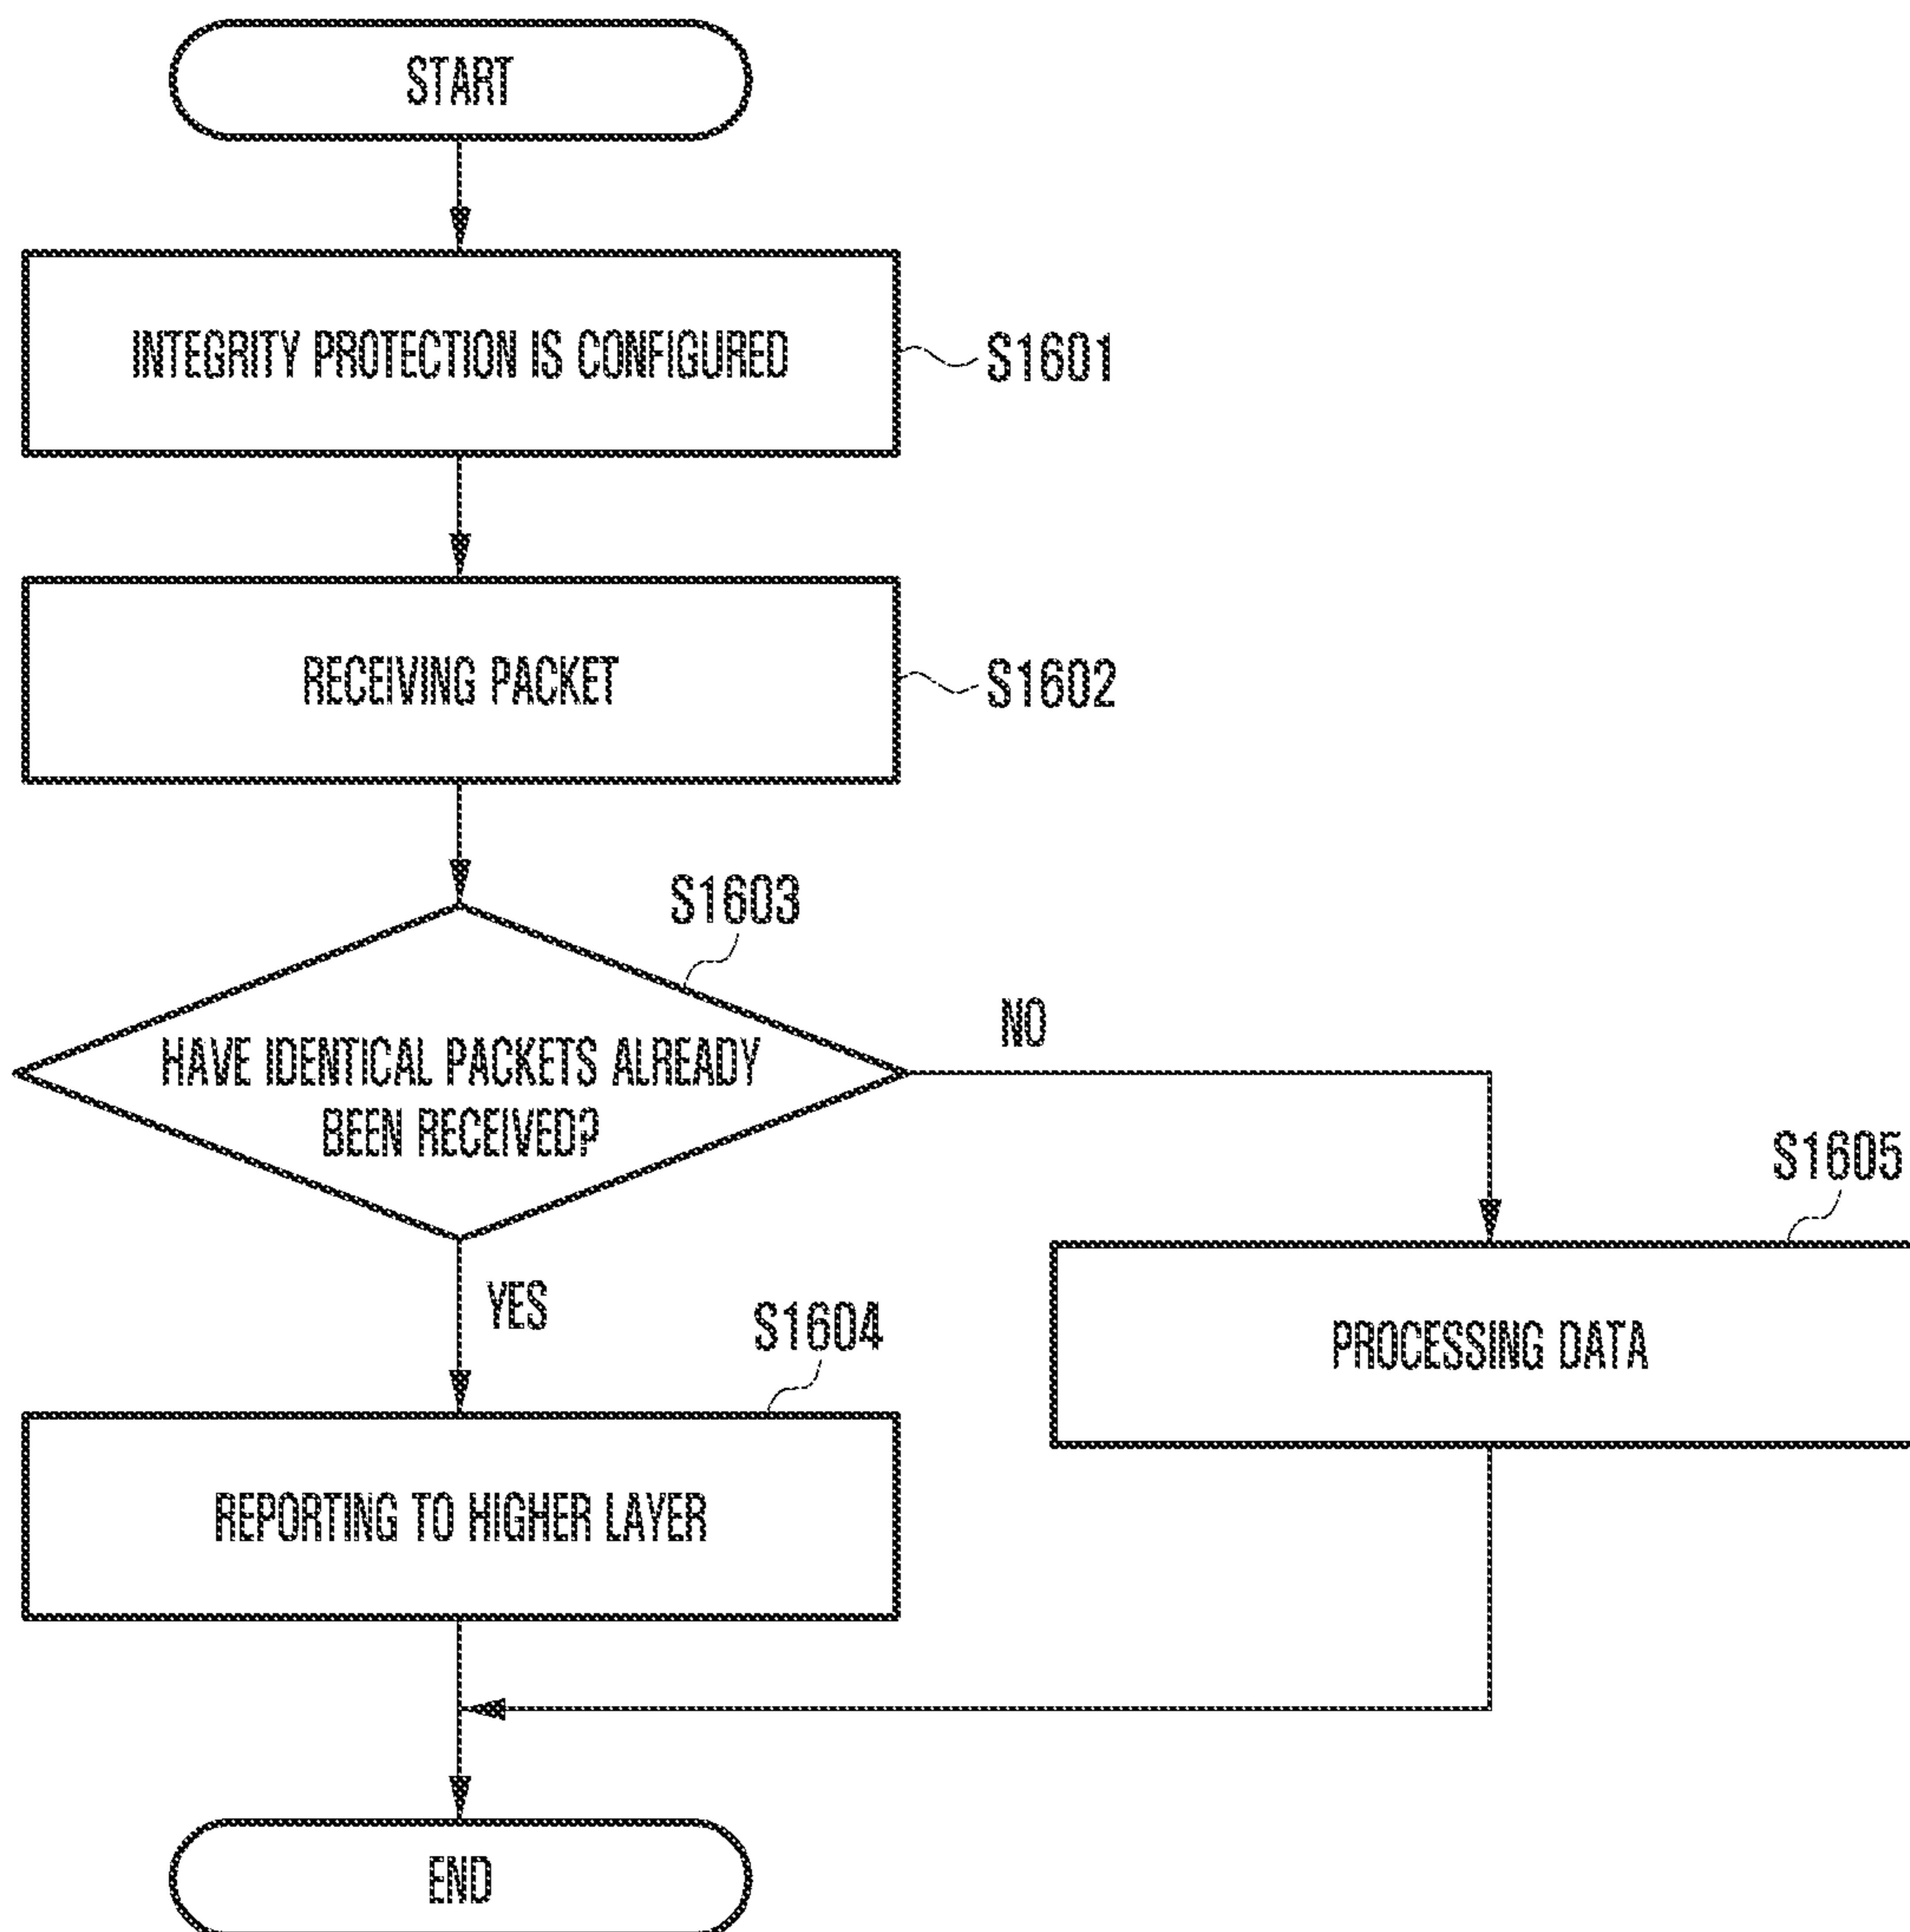 START
INTEGRITY PROTECTION IS CONFIGURED
S1601
RECEIVING PACKET
S1602
S1603
HAVE IDENTICAL PACKETS ALREADY
BEEN RECEIVED?
NO
YES
S1605
PROCESSING DATA
S1604
REPORTING TO HIGHER LAYER
END